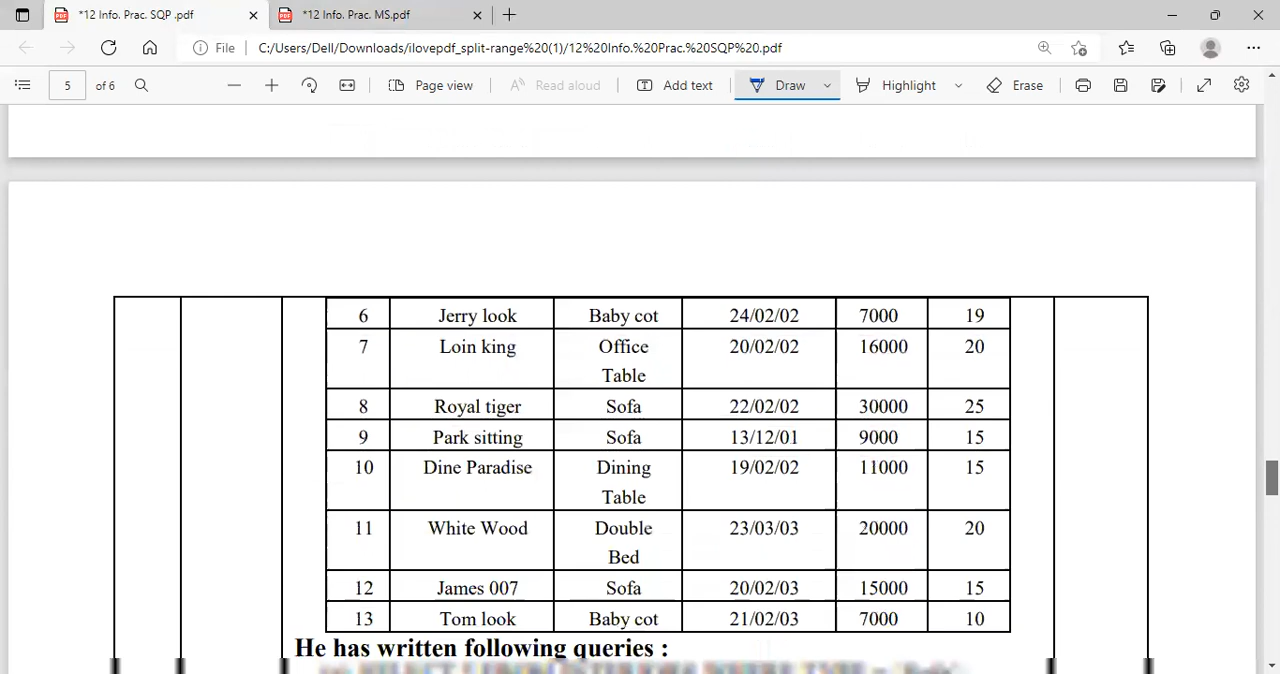 *12 Info. Prac. SQP .pdf
*12 Info. Prac. MS.pdf
File C:/Users/Dell/Downloads/ilovepdf_split-range%20(1)/12%20Info.%20Prac.%20SQP%20.pdf
5 of 6 Page view Read aloud Add text Draw Highlight Erase
6 Jerry look Baby cot 24/02/02 7000 19
7 Loin king Office 20/02/02 16000 20
Table
8 Royal tiger Sofa 22/02/02 30000 25
9 Park sitting Sofa 13/12/01 9000 15
10 Dine Paradise Dining 19/02/02 11000 15
Table
11 White Wood Double 23/03/03 20000 20
Bed
12 James 007 Sofa 20/02/03 15000 15
13 Tom look Baby cot 21/02/03 7000 10
He has written following queries :